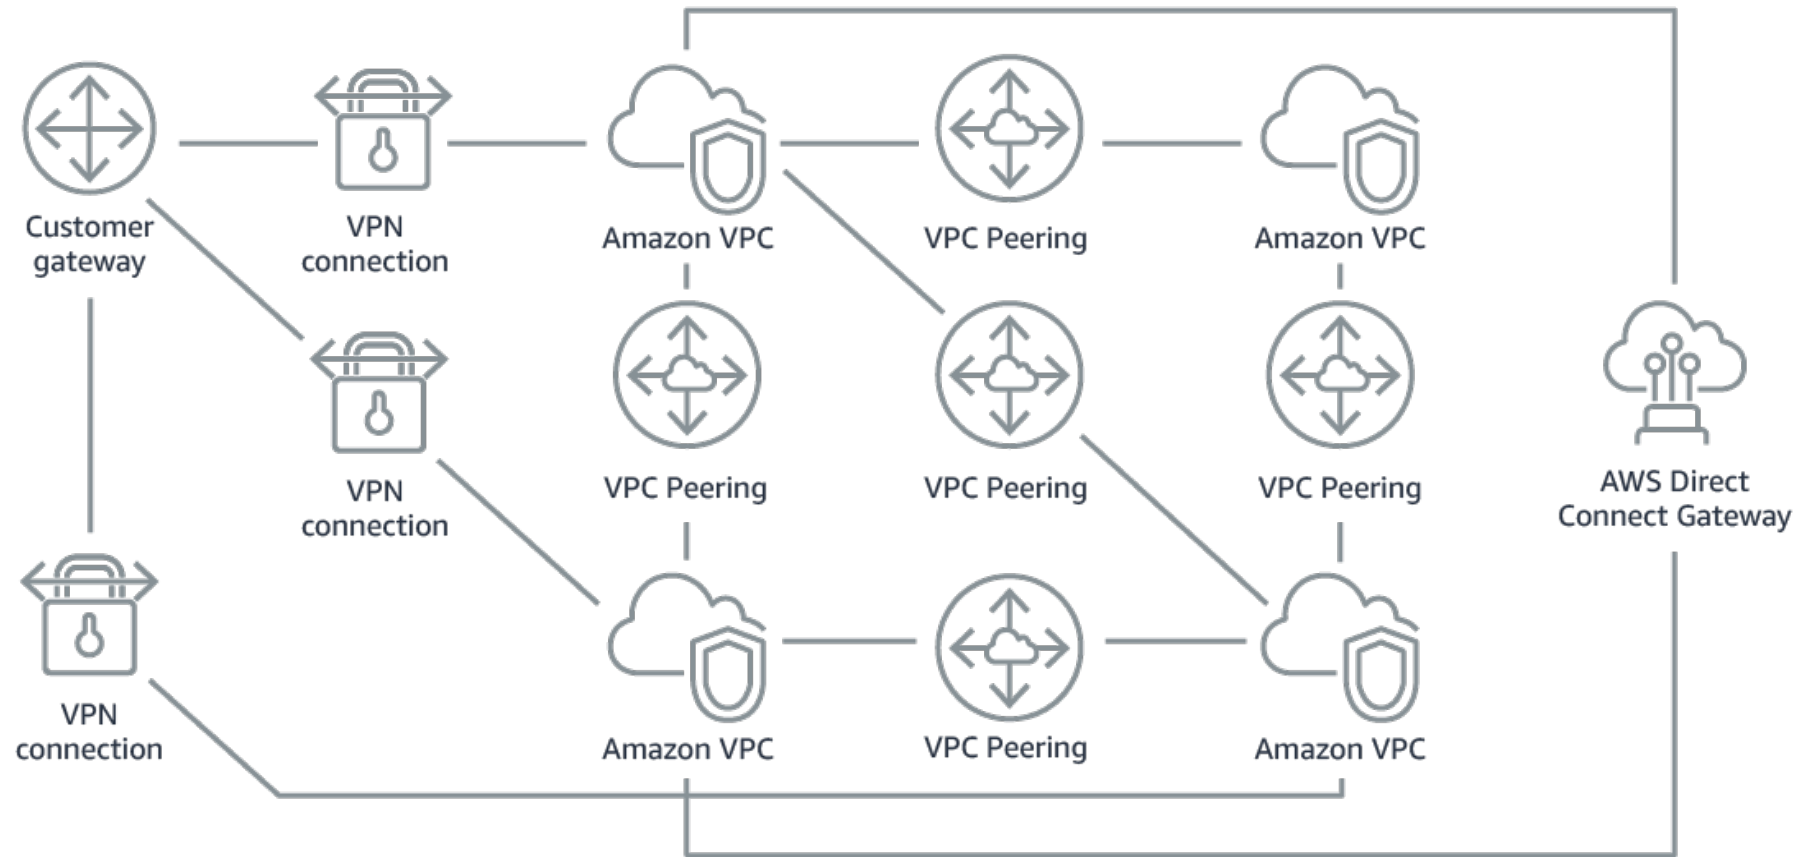 Customer
gateway
VPN
connection
Amazon VPC
VPC Peering
Amazon VPC
VPN
connection
VPC Peering
VPC Peering
VPC Peering
AWS Direct
Connect Gateway
VPN
connection
Amazon VPC
VPC Peering
Amazon VPC